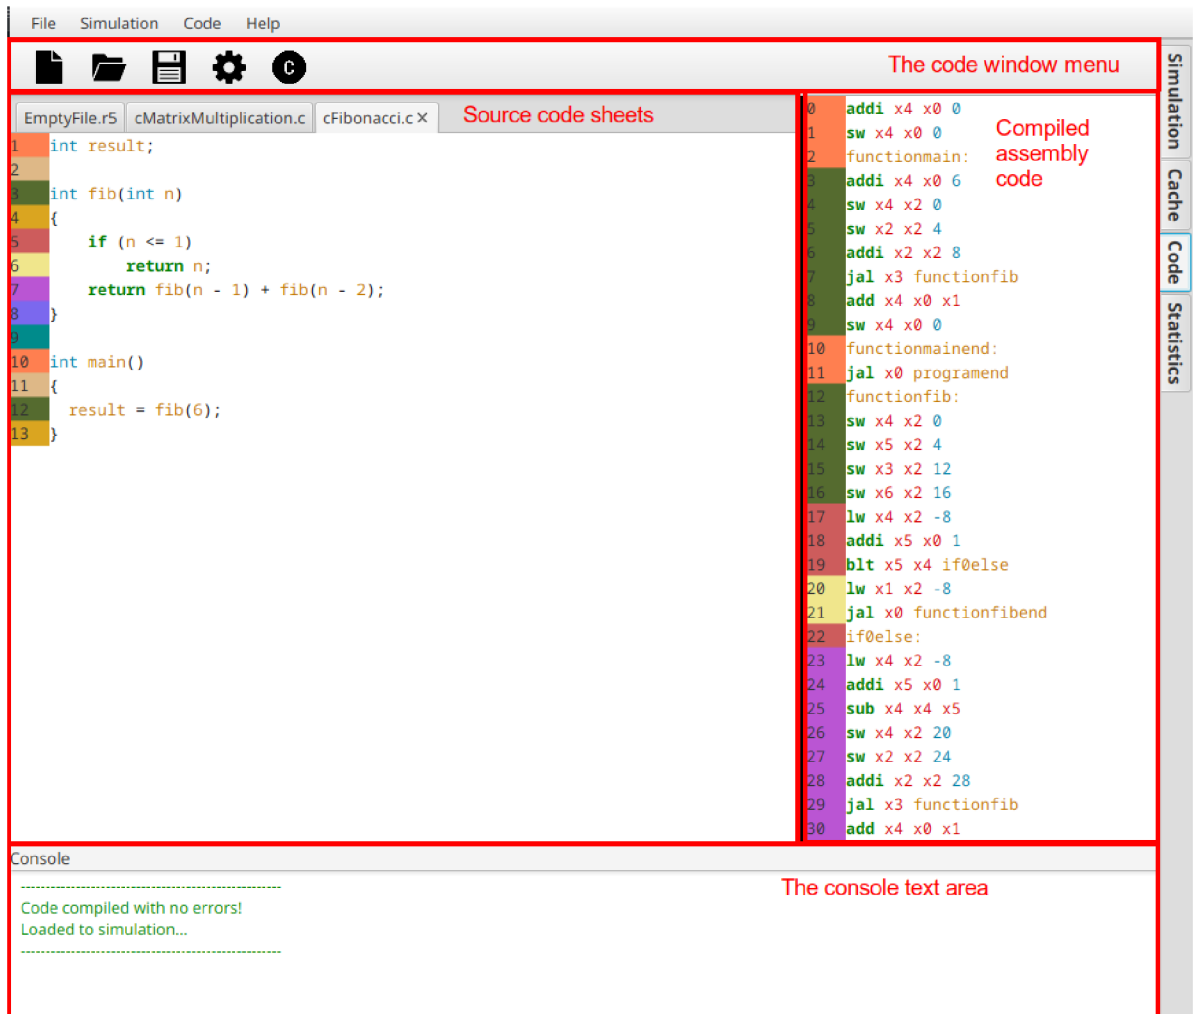 File Simulation Code Help
The code window menu
EmptyFile.r5 cMatrixMultiplication.c cFibonacci.c ×
Source code sheets
1 int result;
2
3 int fib(int n)
4 {
5 if (n <= 1)
6 return n;
7 return fib(n - 1) + fib(n - 2);
8 }
9
10 int main()
11 {
12 result = fib(6);
13 }
Compiled
assembly
code
0 addi x4 x0 0
1 sw x4 x0 0
2 functionmain:
3 addi x4 x0 6
4 sw x4 x2 0
5 sw x2 x2 4
6 addi x2 x2 8
7 jal x3 functionfib
8 add x4 x0 x1
9 sw x4 x0 0
10 functionmainend:
11 jal x0 programend
12 functionfib:
13 sw x4 x2 0
14 sw x5 x2 4
15 sw x3 x2 12
16 sw x6 x2 16
17 lw x4 x2 -8
18 addi x5 x0 1
19 blt x5 x4 if0else
20 lw x1 x2 -8
21 jal x0 functionfibend
22 if0else:
23 lw x4 x2 -8
24 addi x5 x0 1
25 sub x4 x4 x5
26 sw x4 x2 20
27 sw x2 x2 24
28 addi x2 x2 28
29 jal x3 functionfib
30 add x4 x0 x1
Simulation
Cache
Code
Statistics
Console
The console text area
----------------------------------------------------
Code compiled with no errors!
Loaded to simulation...
----------------------------------------------------